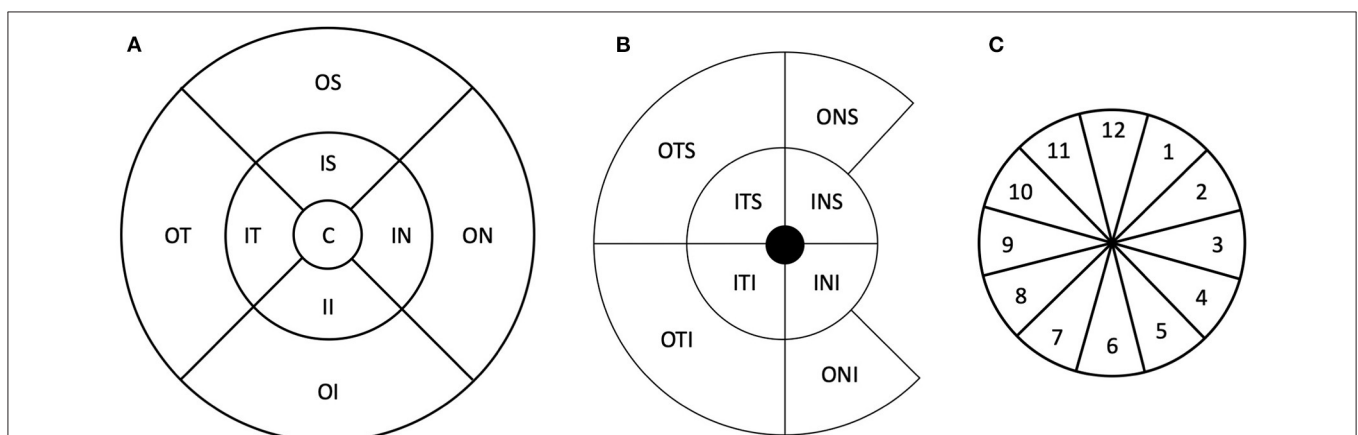 A
OS
IS
OT
IT
C
IN
ON
II
OI
B
ONS
OTS
ITS
INS
ITI
INI
OTI
ONI
C
12
11
1
10
2
9
3
8
4
7
5
6